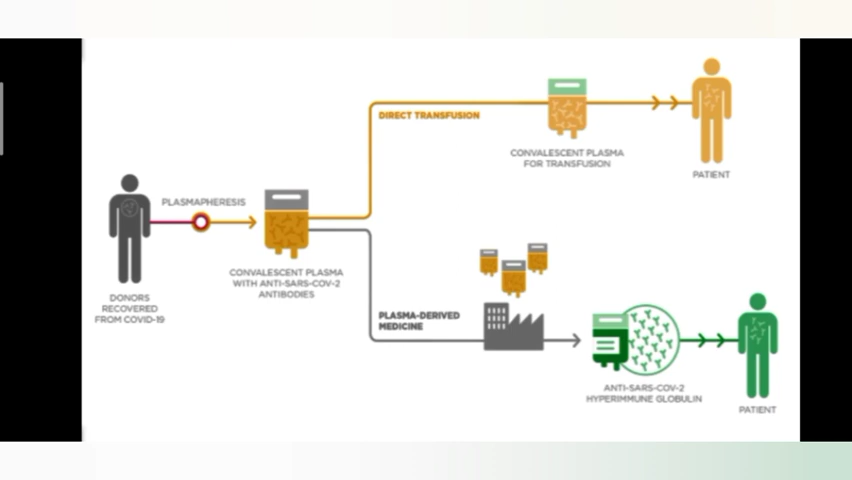 DIRECT TRANSFUSION
CONVALESCENT PLASMA
FOR TRANSFUSION
PATIENT
PLASMAPHERESIS
CONVALESCENT PLASMA
WITH ANTI-SARS-COV-2
ANTIBODIES
DONORS
RECOVERED
FROM COVID-19
PLASMA-DERIVED
MEDICINE
ANTI-SARS-COV-2
HYPERIMMUNE GLOBULIN
PATIENT